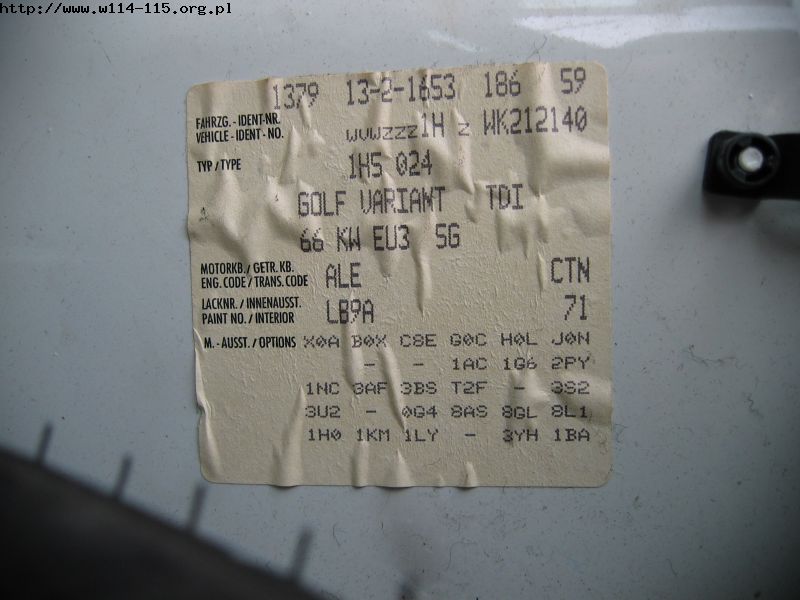 http://www.w114-115.org.pl
1379 13-2-1653 186 59
FAHRZG.-IDENT-NR.
VEHICLE-IDENT-NO. WVWZZZ1H Z WK212140
TYP/TYPE 1H5 024
GOLF VARIANT TDI
66 KW EU3 5G
MOTORKB./GETR.KB.
ENG.CODE/TRANS.CODE ALE CTN
LACKNR./INNENAUSST.
PAINT NO./INTERIOR LB9A 71
M.-AUSST./OPTIONS X0A B0X C8E G0C H0L J0N
- - 1AC 1G6 2PY
1NC 3AF 3BS T2F - 3S2
3U2 - 0G4 8AS 8GL 8L1
1H0 1KM 1LY - 3YH 1BA